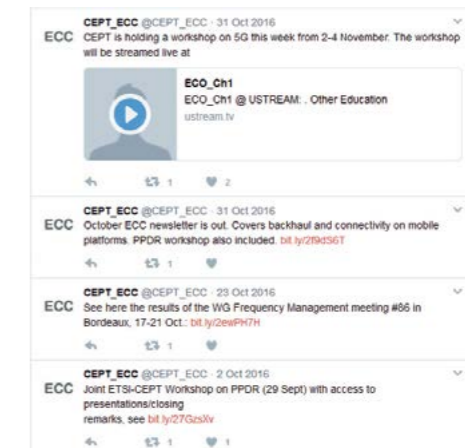 CEPT_ECC @CEPT_ECC · 31 Oct 2016
ECC CEPT is holding a workshop on 5G this week from 2-4 November. The workshop
will be streamed live at
ECO_Ch1
ECO_Ch1 @ USTREAM: . Other Education
ustream.tv
1 2
CEPT_ECC @CEPT_ECC · 31 Oct 2016
ECC October ECC newsletter is out. Covers backhaul and connectivity on mobile
platforms. PPDR workshop also included. bit.ly/2f9dS6T
1
CEPT_ECC @CEPT_ECC · 23 Oct 2016
ECC See here the results of the WG Frequency Management meeting #86 in
Bordeaux, 17-21 Oct.: bit.ly/2ewPH7H
1
CEPT_ECC @CEPT_ECC · 2 Oct 2016
ECC Joint ETSI-CEPT Workshop on PPDR (29 Sept) with access to
presentations/closing
remarks, see bit.ly/27GzsXv
1 1